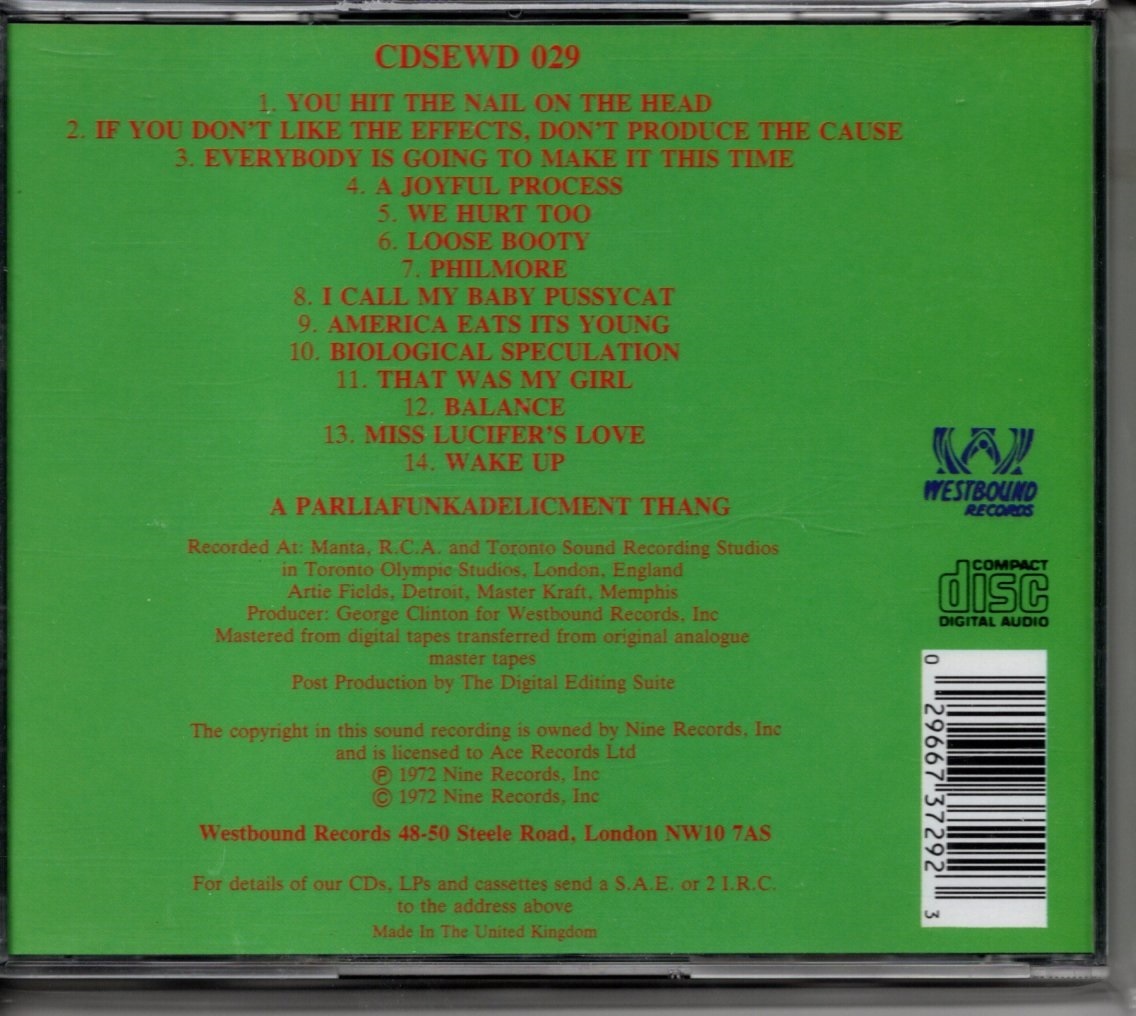 CDSEWD 029
1. YOU HIT THE NAIL ON THE HEAD
2. IF YOU DON'T LIKE THE EFFECTS, DON'T PRODUCE THE CAUSE
3. EVERYBODY IS GOING TO MAKE IT THIS TIME
4. A JOYFUL PROCESS
5. WE HURT TOO
6. LOOSE BOOTY
7. PHILMORE
8. I CALL MY BABY PUSSYCAT
9. AMERICA EATS ITS YOUNG
10. BIOLOGICAL SPECULATION
11. THAT WAS MY GIRL
12. BALANCE
13. MISS LUCIFER'S LOVE
14. WAKE UP
A PARLIAFUNKADELICMENT THANG
Recorded At: Manta, R.C.A. and Toronto Sound Recording Studios
in Toronto Olympic Studios, London, England
Artie Fields, Detroit, Master Kraft, Memphis
Producer: George Clinton for Westbound Records, Inc
Mastered from digital tapes transferred from original analogue
master tapes
Post Production by The Digital Editing Suite
The copyright in this sound recording is owned by Nine Records, Inc
and is licensed to Ace Records Ltd
℗ 1972 Nine Records, Inc
© 1972 Nine Records, Inc
Westbound Records 48-50 Steele Road, London NW10 7AS
For details of our CDs, LPs and cassettes send a S.A.E. or 2 I.R.C.
to the address above
Made In The United Kingdom
WESTBOUND
RECORDS
COMPACT
disc
DIGITAL AUDIO
0 29667 37292 3